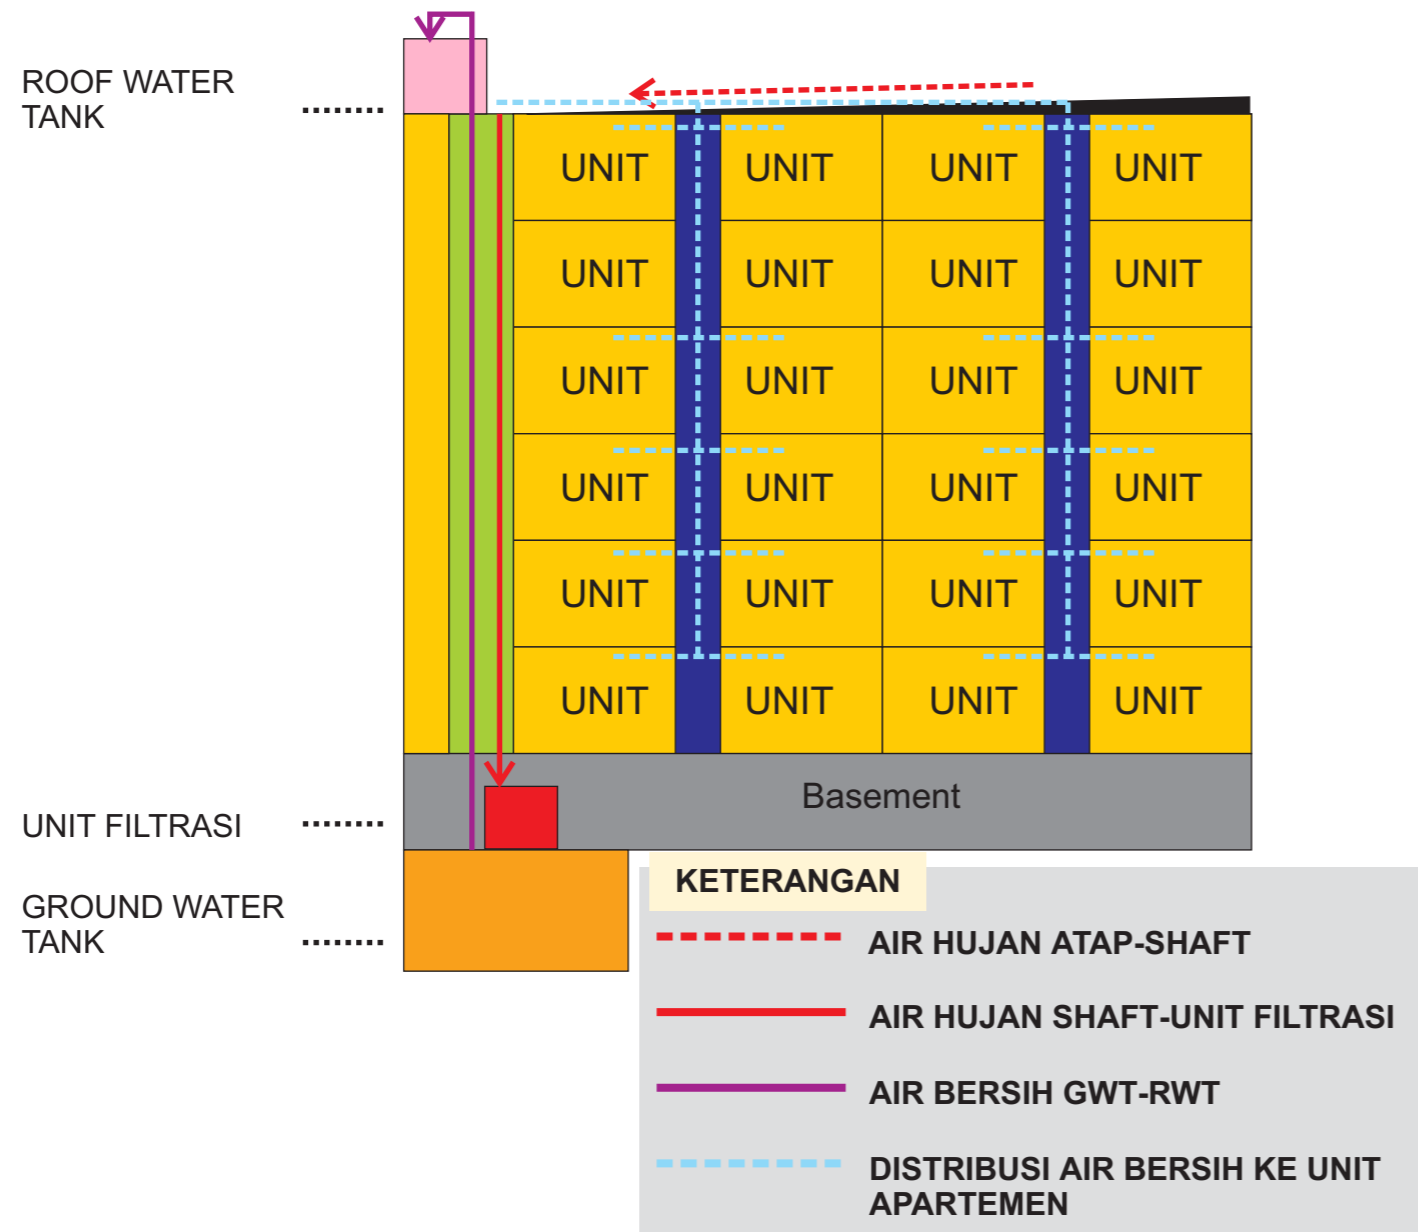 ROOF WATER
TANK
UNIT UNIT UNIT UNIT
UNIT UNIT UNIT UNIT
UNIT UNIT UNIT UNIT
UNIT UNIT UNIT UNIT
UNIT UNIT UNIT UNIT
UNIT UNIT UNIT UNIT
Basement
UNIT FILTRASI
GROUND WATER
TANK
KETERANGAN
AIR HUJAN ATAP-SHAFT
AIR HUJAN SHAFT-UNIT FILTRASI
AIR BERSIH GWT-RWT
DISTRIBUSI AIR BERSIH KE UNIT
APARTEMEN